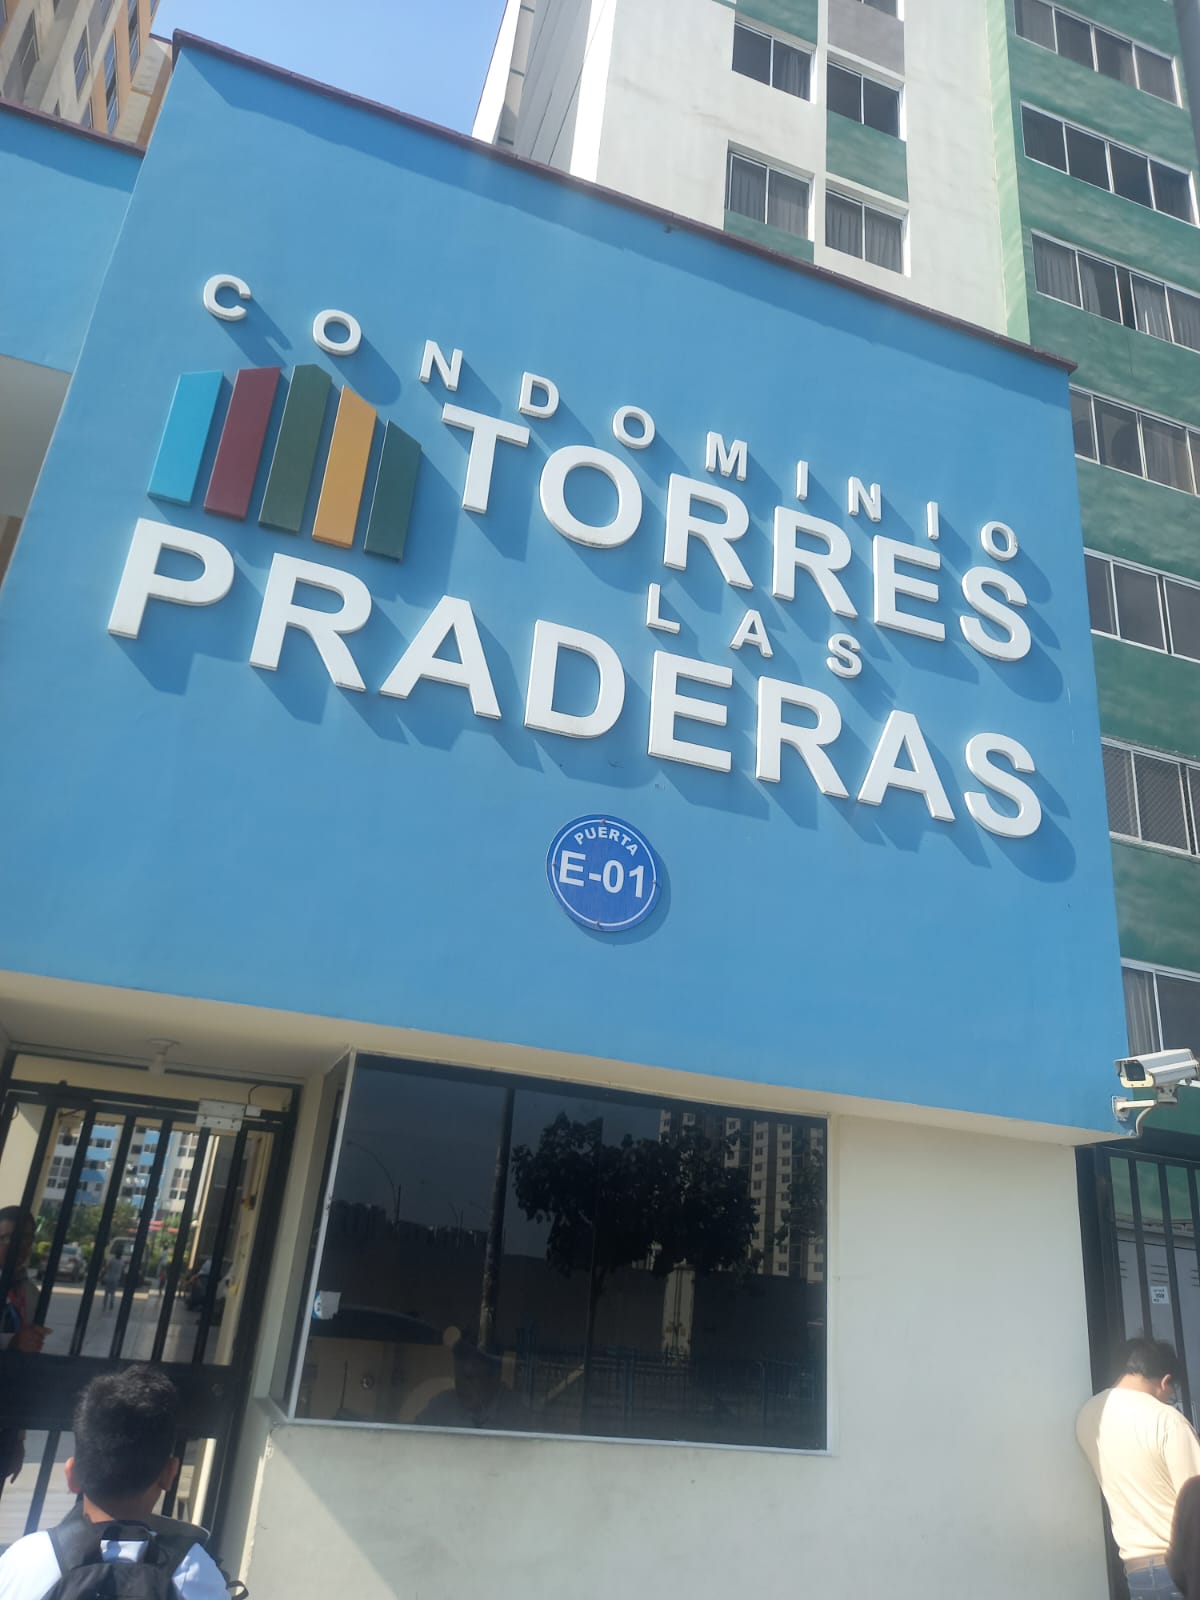 CONDOMINIO
TORRES
LAS
PRADERAS
PUERTA
E-01